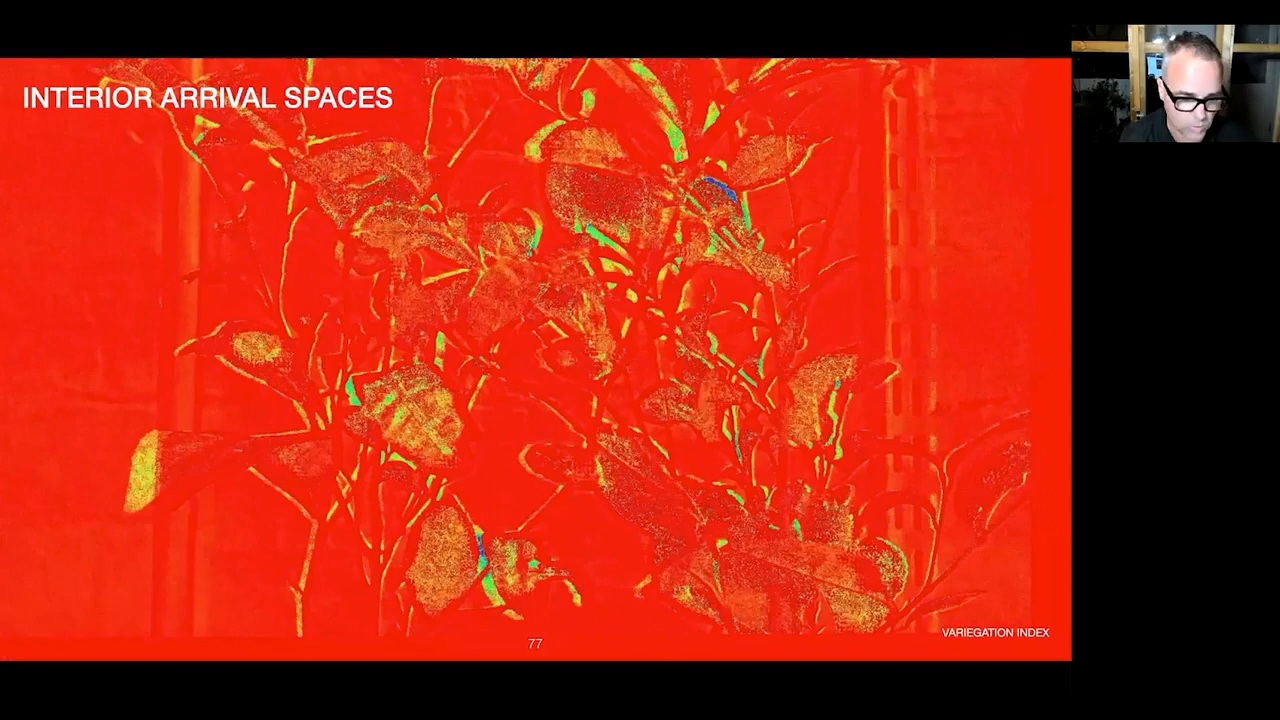 INTERIOR ARRIVAL SPACES
77
VARIEGATION INDEX